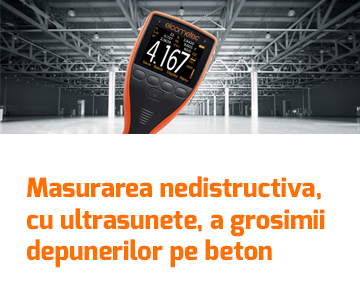 elcometer
4.167
Masurarea nedistructiva,
cu ultrasunete, a grosimii
depunerilor pe beton